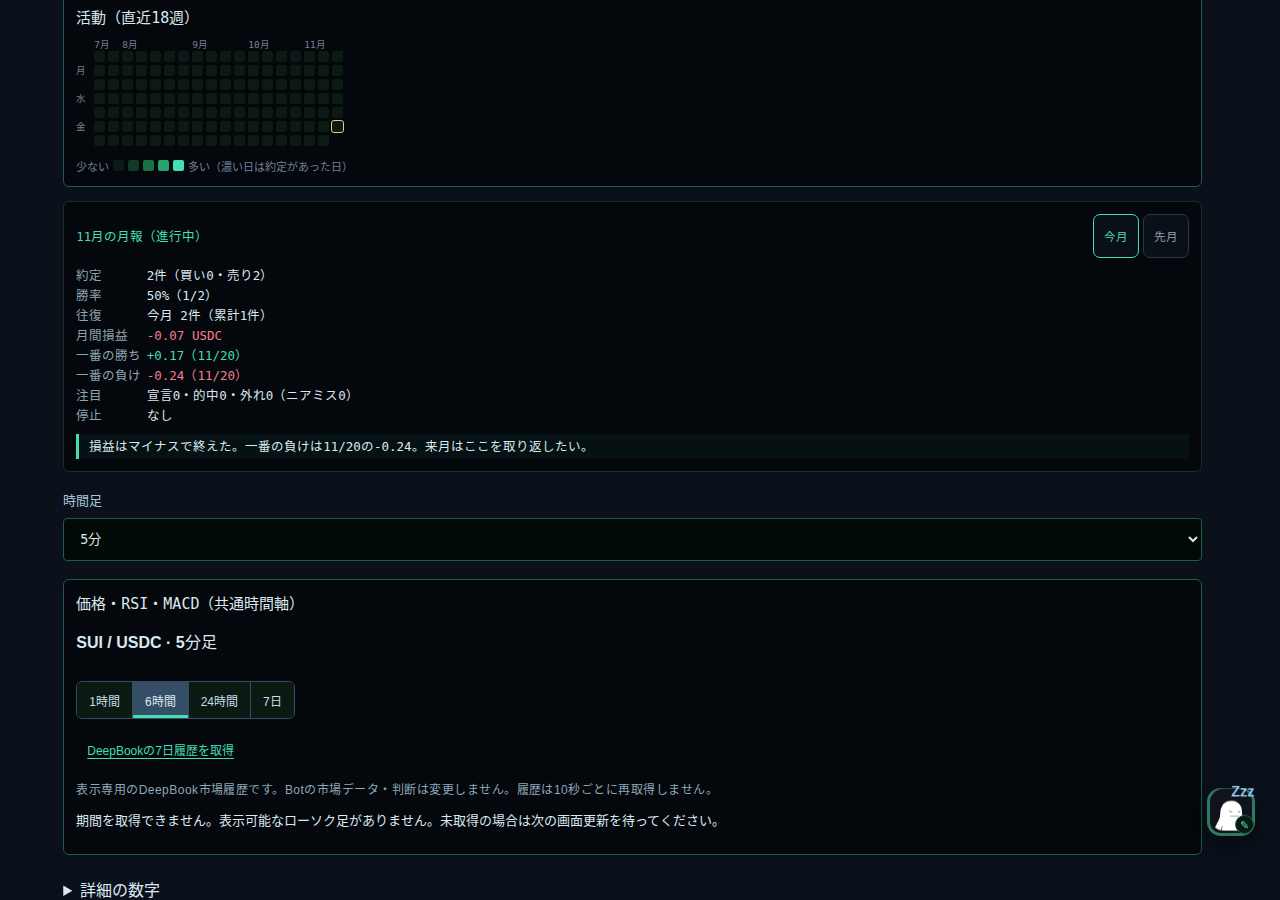 活動（直近18週）
7月 8月 9月 10月 11月
月
水
金
少ない 多い（濃い日は約定があった日）
11月の月報（進行中） 今月 先月
約定 2件（買い0・売り2）
勝率 50%（1/2）
往復 今月 2件（累計1件）
月間損益 -0.07 USDC
一番の勝ち +0.17（11/20）
一番の負け -0.24（11/20）
注目 宣言0・的中0・外れ0（ニアミス0）
停止 なし
損益はマイナスで終えた。一番の負けは11/20の-0.24。来月はここを取り返したい。
時間足
5分
価格・RSI・MACD（共通時間軸）
SUI / USDC · 5分足
1時間 6時間 24時間 7日
DeepBookの7日履歴を取得
表示専用のDeepBook市場履歴です。Botの市場データ・判断は変更しません。履歴は10秒ごとに再取得しません。
Zzz
期間を取得できません。表示可能なローソク足がありません。未取得の場合は次の画面更新を待ってください。
▶ 詳細の数字